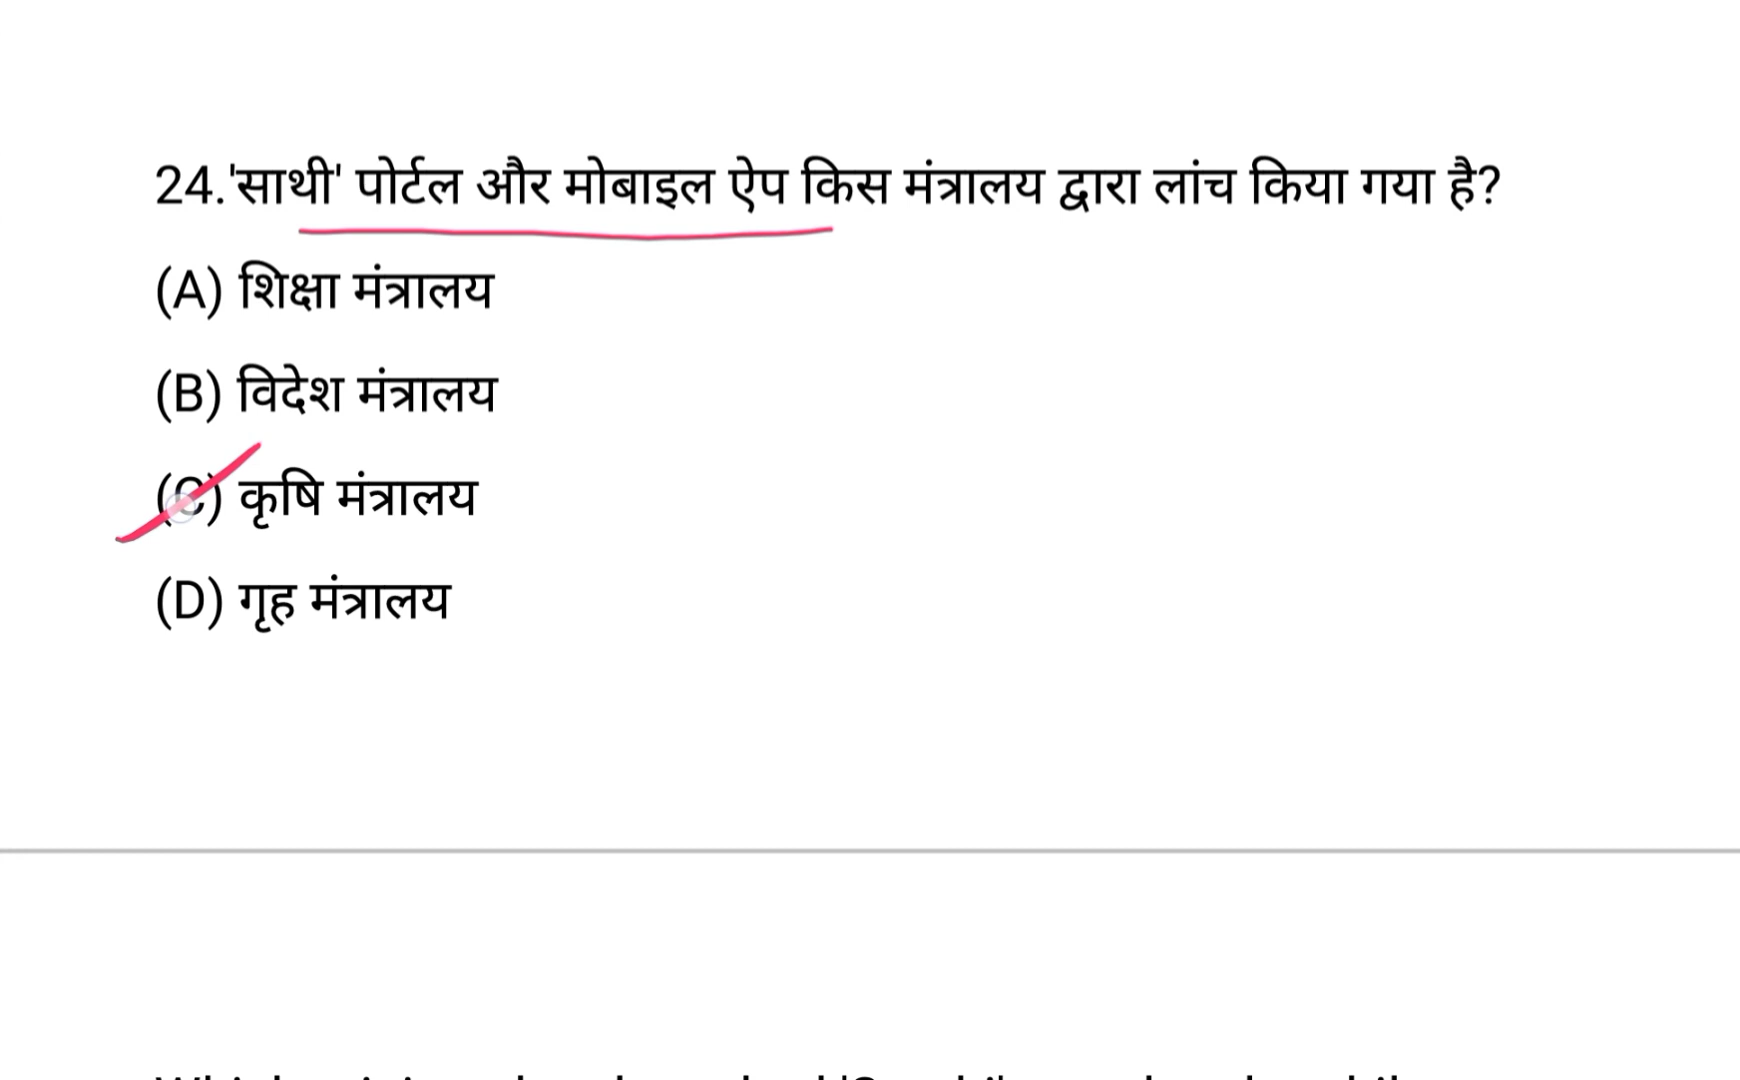 24.'साथी' पोर्टल और मोबाइल ऐप किस मंत्रालय द्वारा लांच किया गया है?
(A) शिक्षा मंत्रालय
(B) विदेश मंत्रालय
(C) कृषि मंत्रालय
(D) गृह मंत्रालय